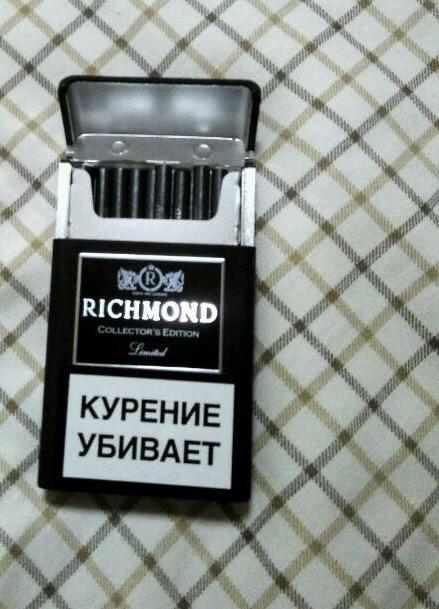 R
RICHMOND
COLLECTOR'S EDITION
Limited
КУРЕНИЕ
УБИВАЕТ